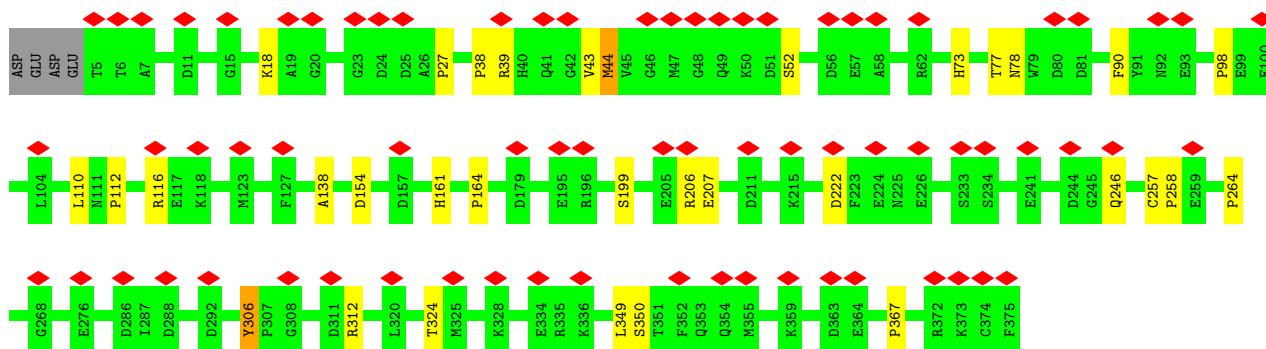 ASP GLU ASP GLU T5 T6 A7 D11 G15 K18 A19 G20 G23 D24 D25 A26 P27 P38 R39 H40 Q41 G42 V43 M44 V45 G46 M47 G48 Q49 K50 D51 S52 D56 E57 A58 R62 H73 T77 N78 W79 D80 D81 F90 Y91 N92 E93 P98 E99 E100
L104 L110 N111 P112 R116 E117 K118 M123 F127 A138 D154 D157 H161 P164 D179 E195 R196 S199 E205 R206 E207 D211 K215 D222 F223 E224 N225 E226 S233 S234 E241 D244 G245 Q246 C257 P258 E259 P264
G268 E276 D286 I287 D288 D292 Y306 P307 G308 D311 R312 L320 T324 M325 K328 E334 R335 K336 L349 S350 T351 F352 Q353 Q354 M355 K359 D363 E364 P367 R372 K373 C374 F375